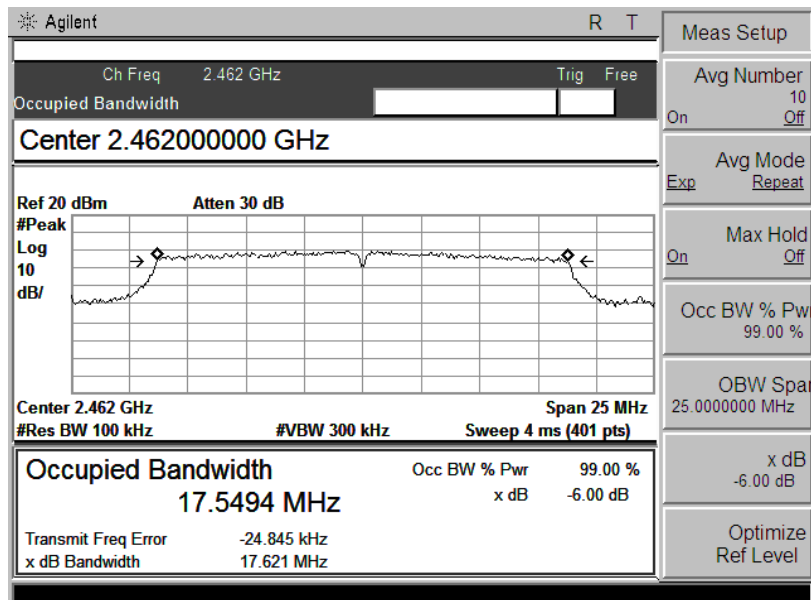 Agilent R T
Ch Freq 2.462 GHz Trig Free
Occupied Bandwidth
Center 2.462000000 GHz
Ref 20 dBm Atten 30 dB
#Peak
Log
10
dB/
Center 2.462 GHz Span 25 MHz
#Res BW 100 kHz #VBW 300 kHz Sweep 4 ms (401 pts)
Occupied Bandwidth Occ BW % Pwr 99.00 %
17.5494 MHz x dB -6.00 dB
Transmit Freq Error -24.845 kHz
x dB Bandwidth 17.621 MHz
Meas Setup
Avg Number
10
On Off
Avg Mode
Exp Repeat
Max Hold
On Off
Occ BW % Pwr
99.00 %
OBW Spa
25.0000000 MHz
x dB
-6.00 dB
Optimize
Ref Level